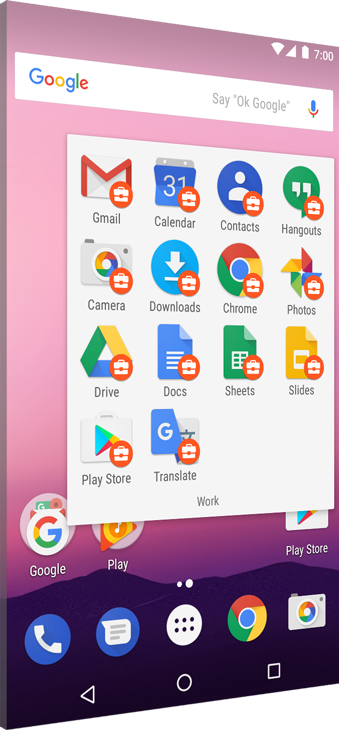 7:00
Google
Say "Ok Google"
31
Gmail Calendar Contacts Hangouts
Camera Downloads Chrome Photos
Drive Docs Sheets Slides
G
Play Store Translate
Work
G
Google Play Play Store